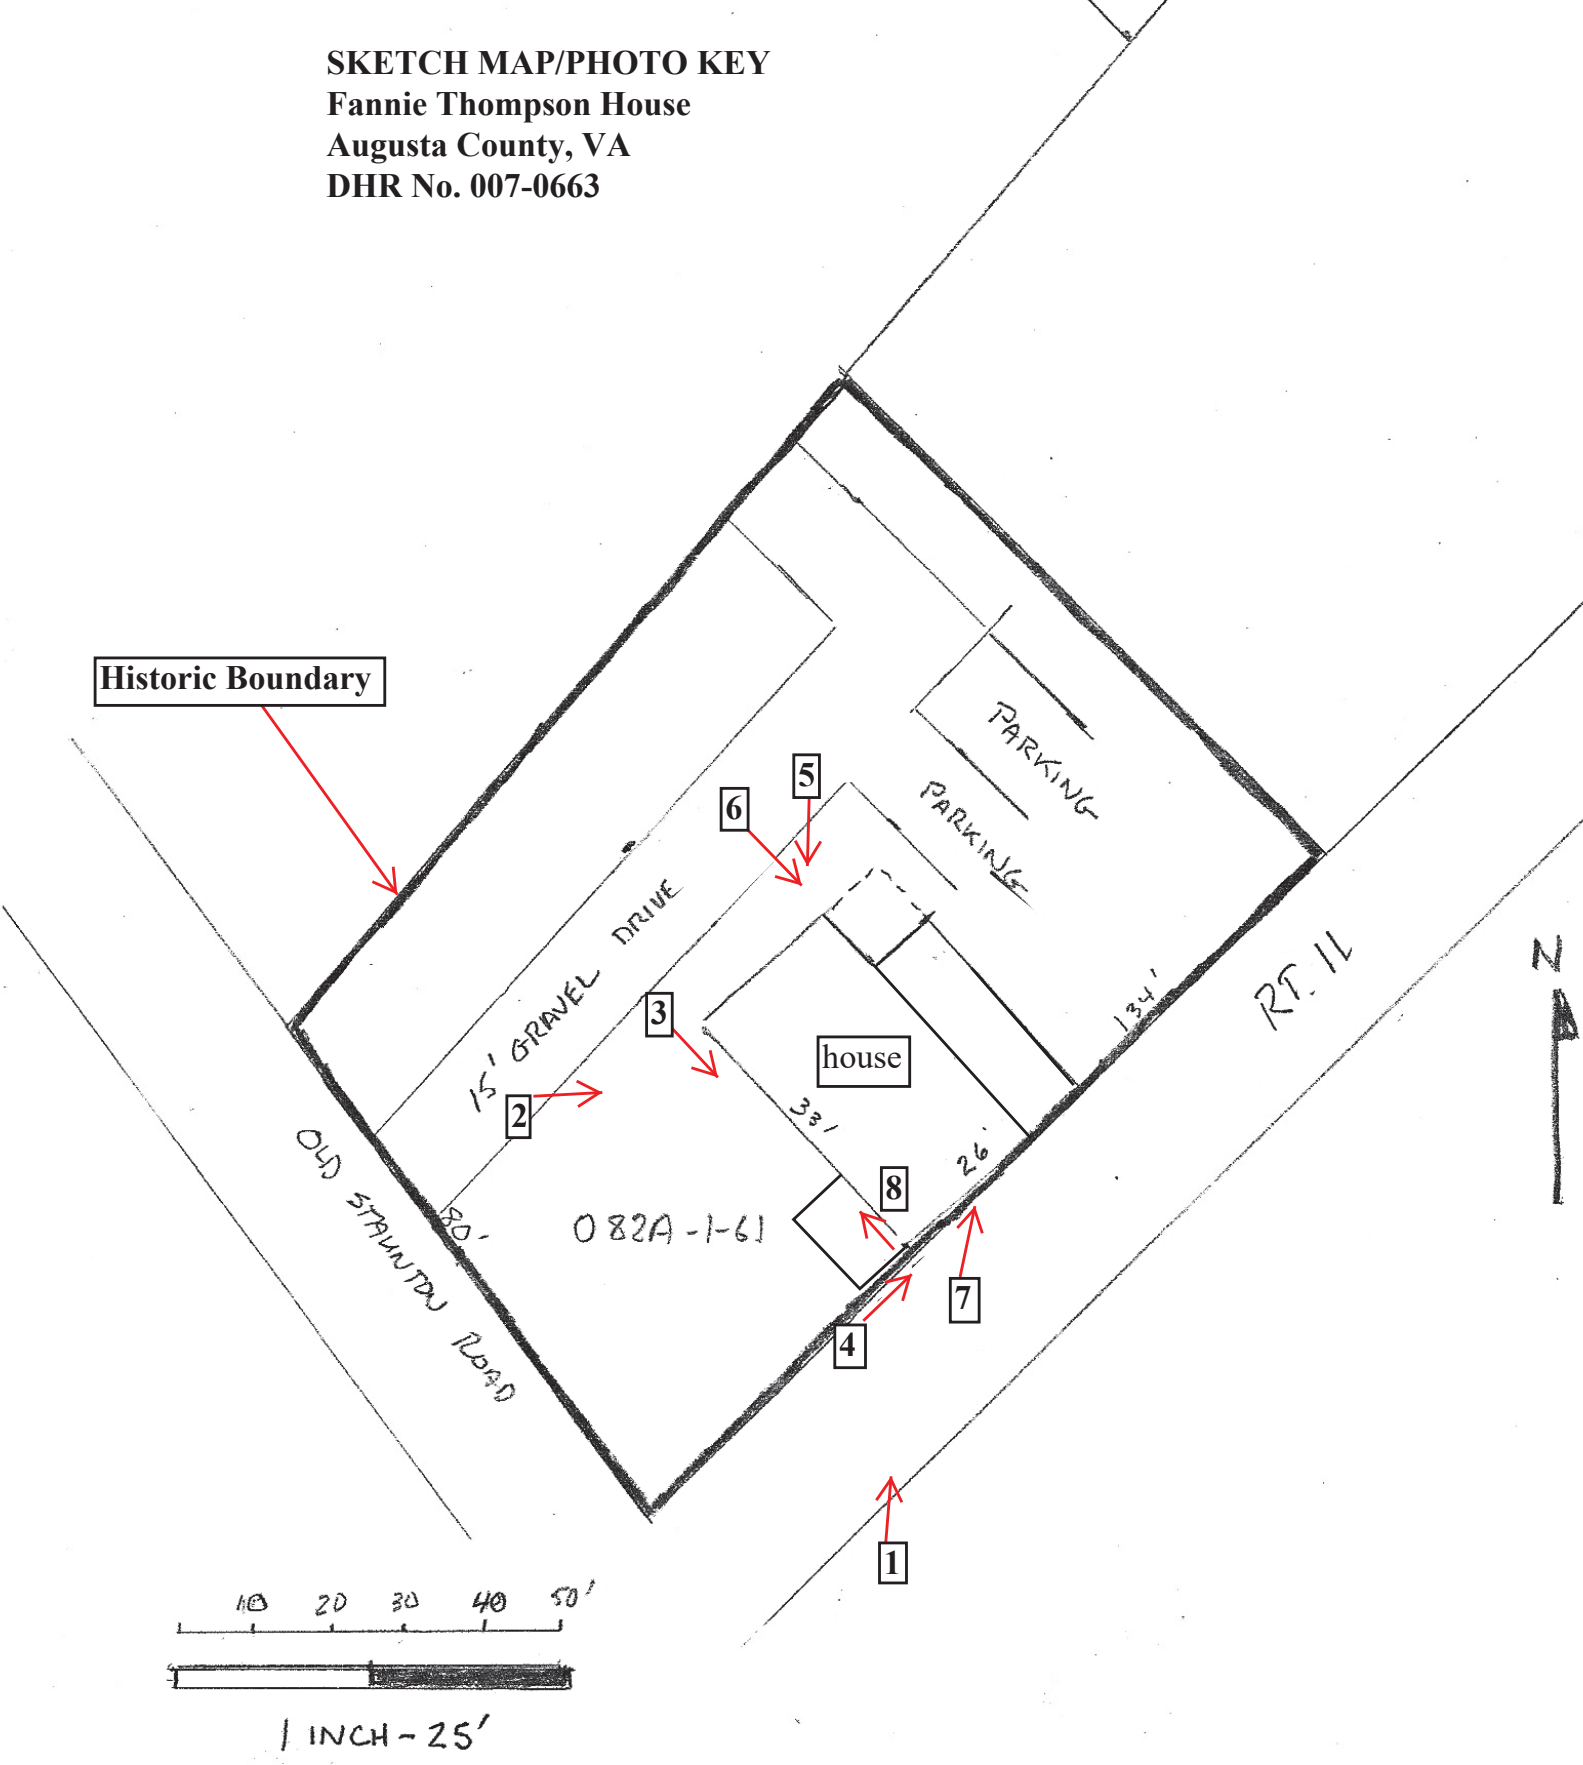 SKETCH MAP/PHOTO KEY
Fannie Thompson House
Augusta County, VA
DHR No. 007-0663
Historic Boundary
PARKING
PARKING
5
6
15' GRAVEL DRIVE
3
2
house
33'
26'
134'
RT. 11
N
OLD STAUNTON ROAD
80'
082A-1-61
8
7
4
1
10 20 30 40 50'
1 INCH - 25'